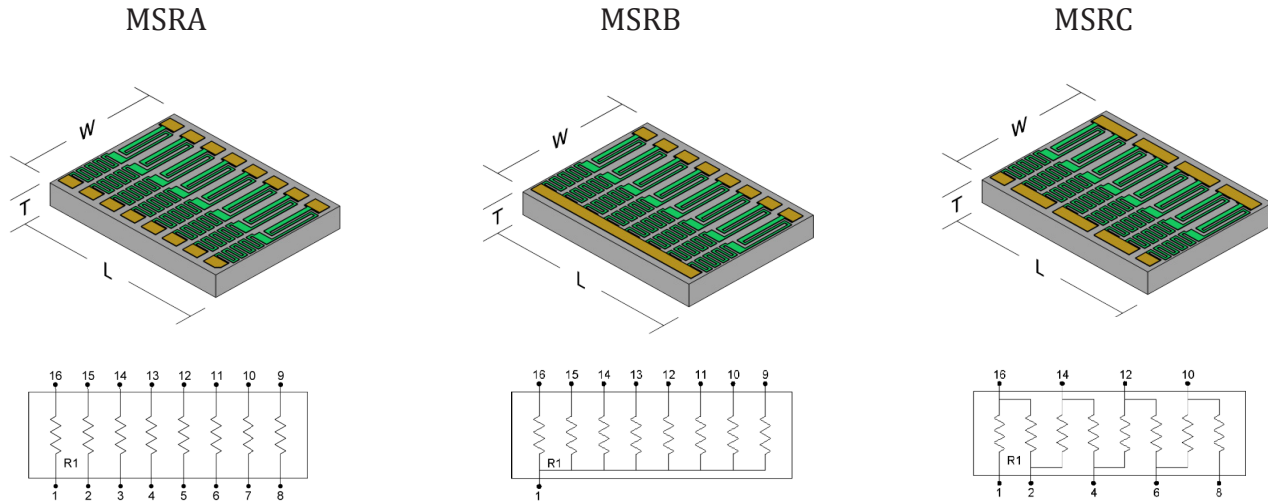 MSRA MSRB MSRC
W W W
T T T
L L L
16 15 14 13 12 11 10 9
R1
1 2 3 4 5 6 7 8
16 15 14 13 12 11 10 9
R1
1
16 14 12 10
R1
1 2 4 6 8